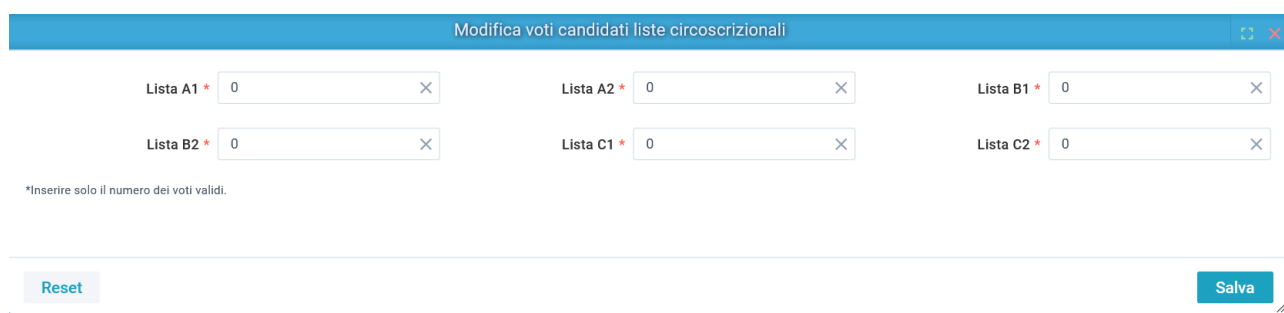 Modifica voti candidati liste circoscrizionali
Lista A1 * 0 Lista A2 * 0 Lista B1 * 0
Lista B2 * 0 Lista C1 * 0 Lista C2 * 0
*Inserire solo il numero dei voti validi.
Reset Salva